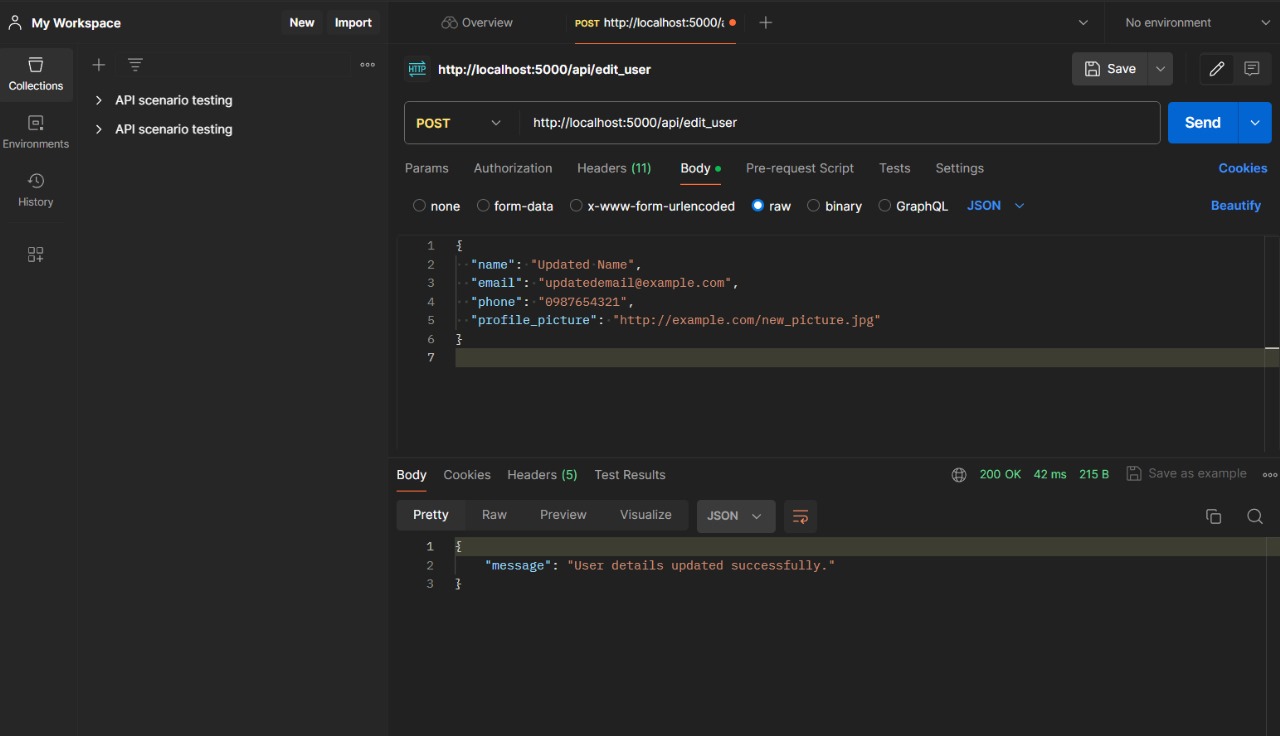 My Workspace
New
Import
Overview
POST http://localhost:5000/a
No environment
Collections
Environments
History
API scenario testing
API scenario testing
HTTP
http://localhost:5000/api/edit_user
Save
POST
http://localhost:5000/api/edit_user
Send
Params
Authorization
Headers (11)
Body
Pre-request Script
Tests
Settings
Cookies
none
form-data
x-www-form-urlencoded
raw
binary
GraphQL
JSON
Beautify
1 {
2 "name": "Updated Name",
3 "email": "updatedemail@example.com",
4 "phone": "0987654321",
5 "profile_picture": "http://example.com/new_picture.jpg"
6 }
7
Body
Cookies
Headers (5)
Test Results
200 OK
42 ms
215 B
Save as example
Pretty
Raw
Preview
Visualize
JSON
1 {
2 "message": "User details updated successfully."
3 }